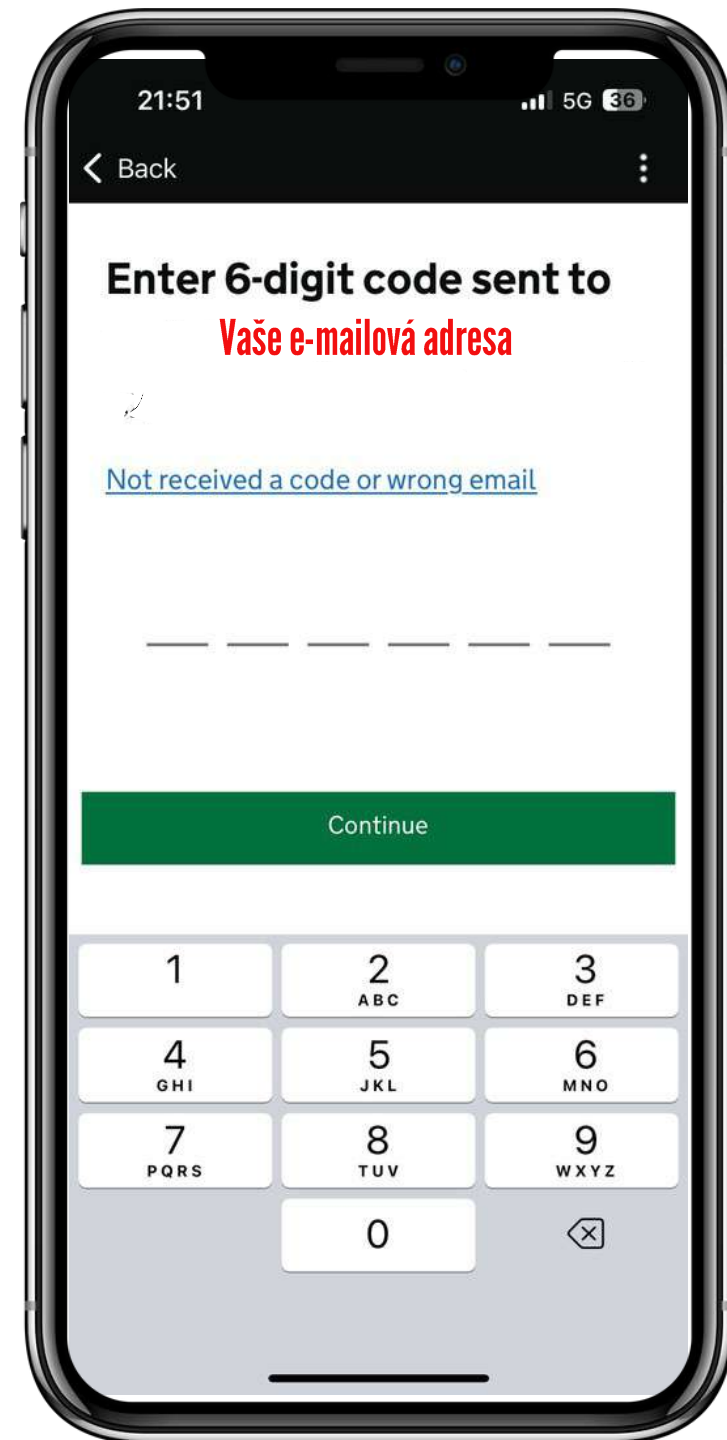 21:51 5G 36
Back
Enter 6-digit code sent to
Vaše e-mailová adresa
Not received a code or wrong email
Continue
1 2 3
ABC DEF
4 5 6
GHI JKL MNO
7 8 9
PQRS TUV WXYZ
0